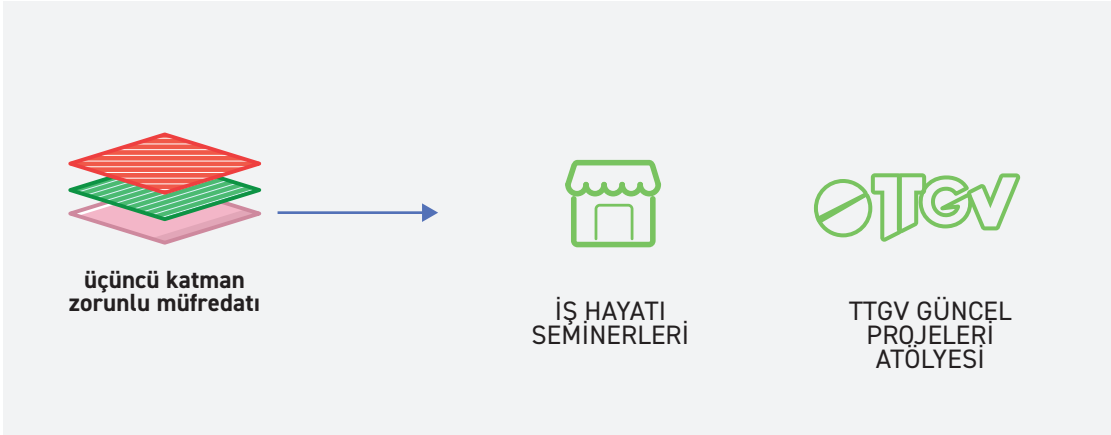 üçüncü katman
zorunlu müfredatı
İŞ HAYATI
SEMİNERLERİ
TTGV
TTGV GÜNCEL
PROJELERİ
ATÖLYESİ